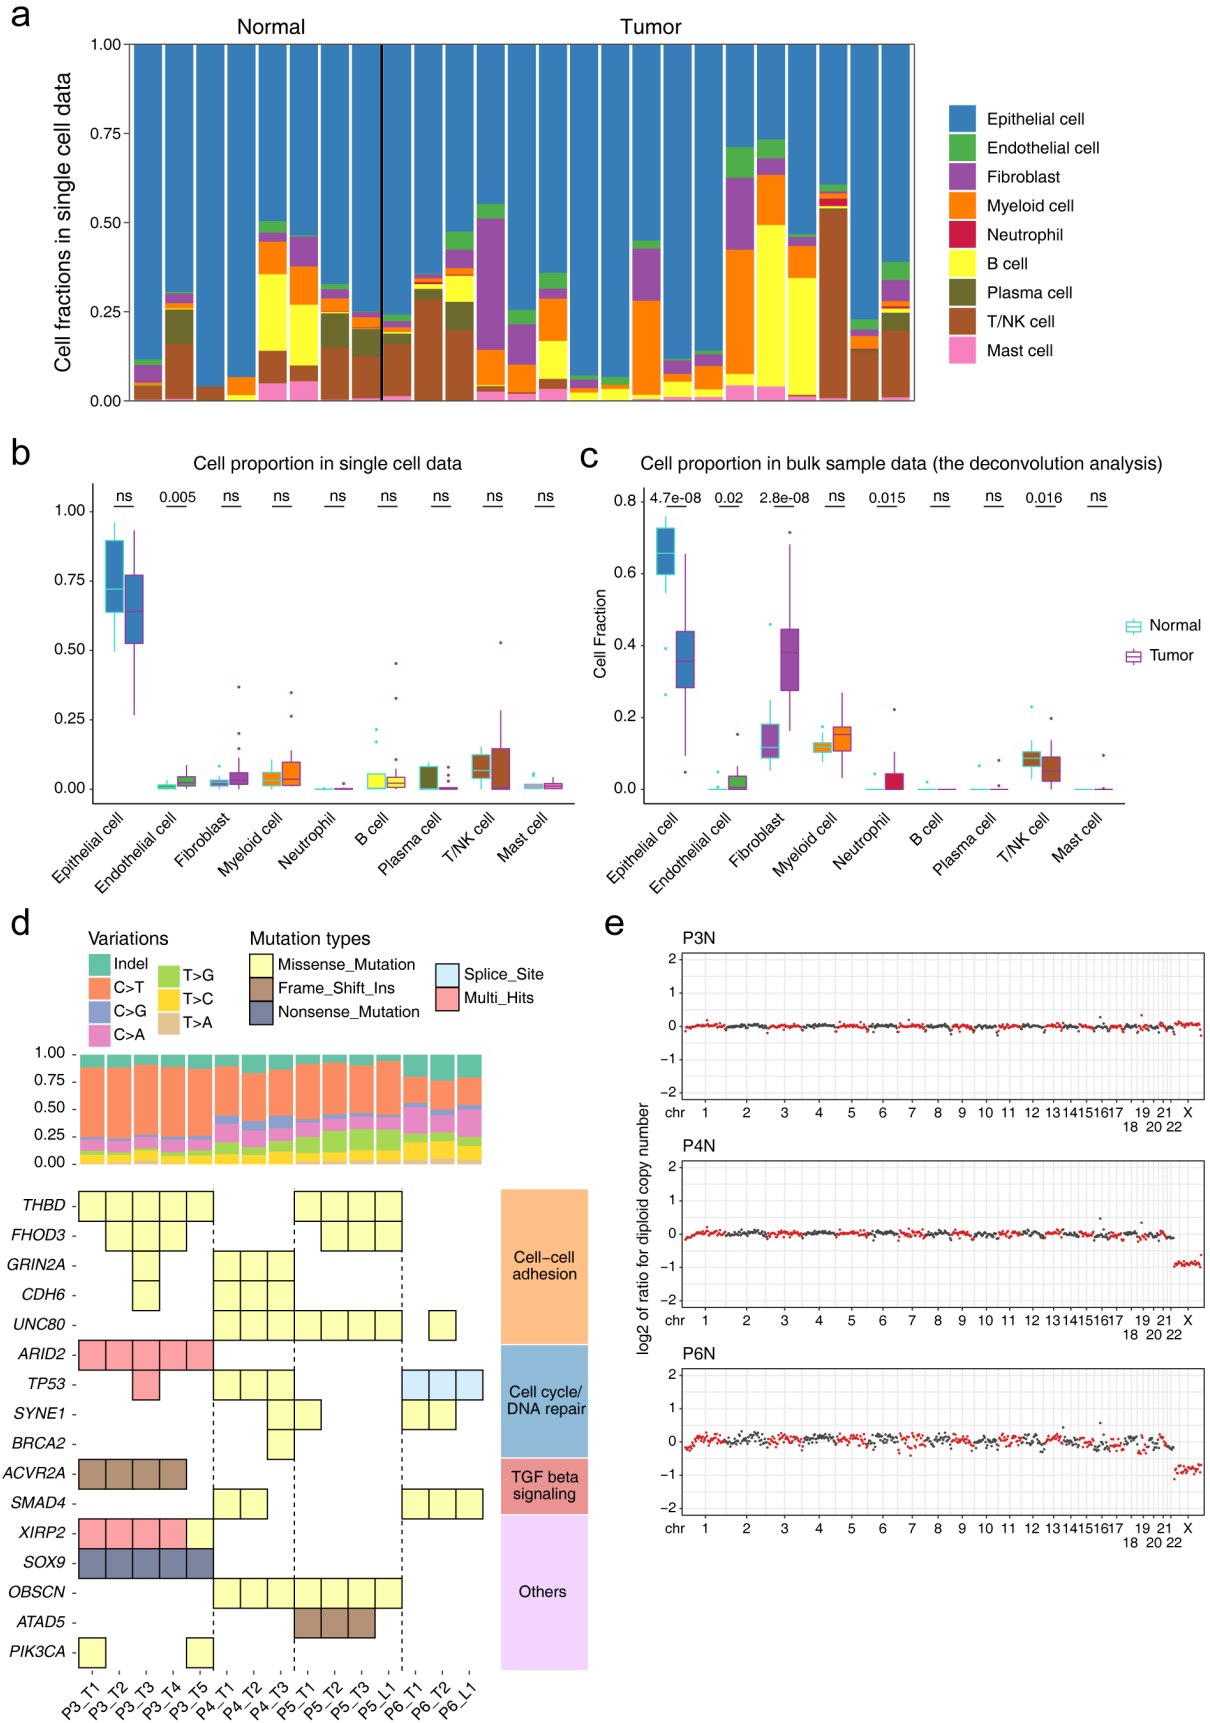 a
Normal
Tumor
Cell fractions in single cell data
1.00
0.75
0.50
0.25
0.00
Epithelial cell
Endothelial cell
Fibroblast
Myeloid cell
Neutrophil
B cell
Plasma cell
T/NK cell
Mast cell
b
Cell proportion in single cell data
ns 0.005 ns ns ns ns ns ns ns
1.00
0.75
0.50
0.25
0.00
Epithelial cell
Endothelial cell
Fibroblast
Myeloid cell
Neutrophil
B cell
Plasma cell
T/NK cell
Mast cell
c
Cell proportion in bulk sample data (the deconvolution analysis)
4.7e-08 0.02 2.8e-08 ns 0.015 ns ns 0.016 ns
Cell Fraction
0.8
0.6
0.4
0.2
0.0
Epithelial cell
Endothelial cell
Fibroblast
Myeloid cell
Neutrophil
B cell
Plasma cell
T/NK cell
Mast cell
Normal
Tumor
d
Variations
Indel
C>T
C>G
C>A
T>G
T>C
T>A
Mutation types
Missense_Mutation
Frame_Shift_Ins
Nonsense_Mutation
Splice_Site
Multi_Hits
1.00
0.75
0.50
0.25
0.00
THBD
FHOD3
GRIN2A
CDH6
UNC80
ARID2
TP53
SYNE1
BRCA2
ACVR2A
SMAD4
XIRP2
SOX9
OBSCN
ATAD5
PIK3CA
Cell-cell
adhesion
Cell cycle/
DNA repair
TGF beta
signaling
Others
P3_T1
P3_T2
P3_T3
P3_T4
P3_T5
P4_T1
P4_T2
P4_T3
P5_T1
P5_T2
P5_T3
P5_L1
P6_T1
P6_T2
P6_L1
e
log2 of ratio for diploid copy number
P3N
2
1
0
−1
−2
chr 1 2 3 4 5 6 7 8 9 10 11 12 13 14 15 16 17 19 21 X
18 20 22
P4N
2
1
0
−1
−2
chr 1 2 3 4 5 6 7 8 9 10 11 12 13 14 15 16 17 19 21 X
18 20 22
P6N
2
1
0
−1
−2
chr 1 2 3 4 5 6 7 8 9 10 11 12 13 14 15 16 17 19 21 X
18 20 22